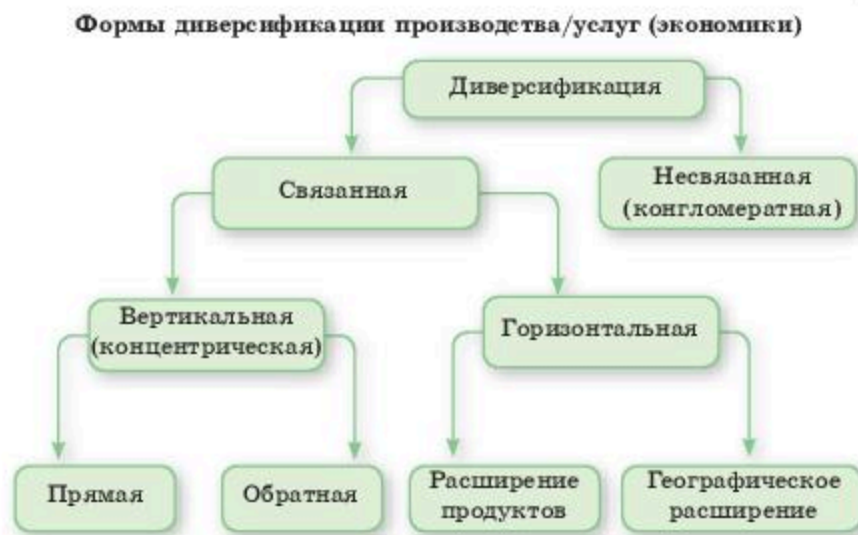 Формы диверсификации производства/услуг (экономики)
Диверсификация
Связанная
Несвязанная
(конгломератная)
Вертикальная
(концентрическая)
Горизонтальная
Прямая
Обратная
Расширение
продуктов
Географическое
расширение